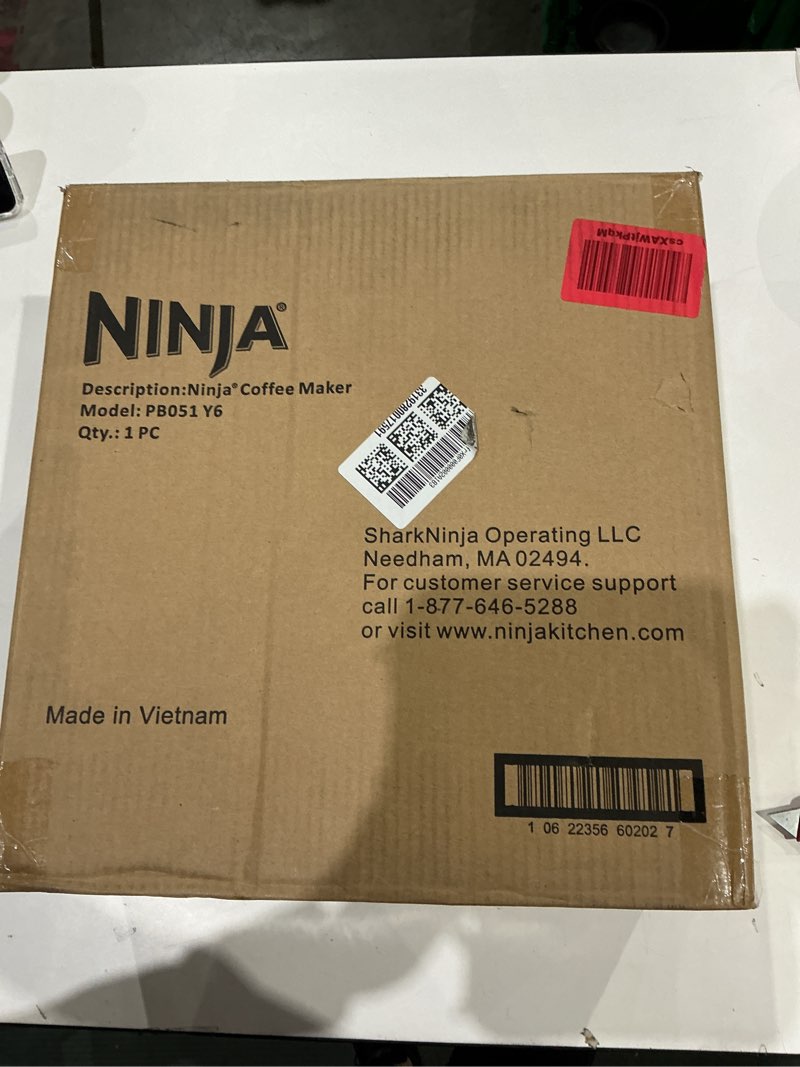 csXAWjtPkqM
NINJA®
Description:Ninja® Coffee Maker
Model: PB051 Y6
Qty.: 1 PC
SharkNinja Operating LLC
Needham, MA 02494.
For customer service support
call 1-877-646-5288
or visit www.ninjakitchen.com
Made in Vietnam
1 06 22356 60202 7